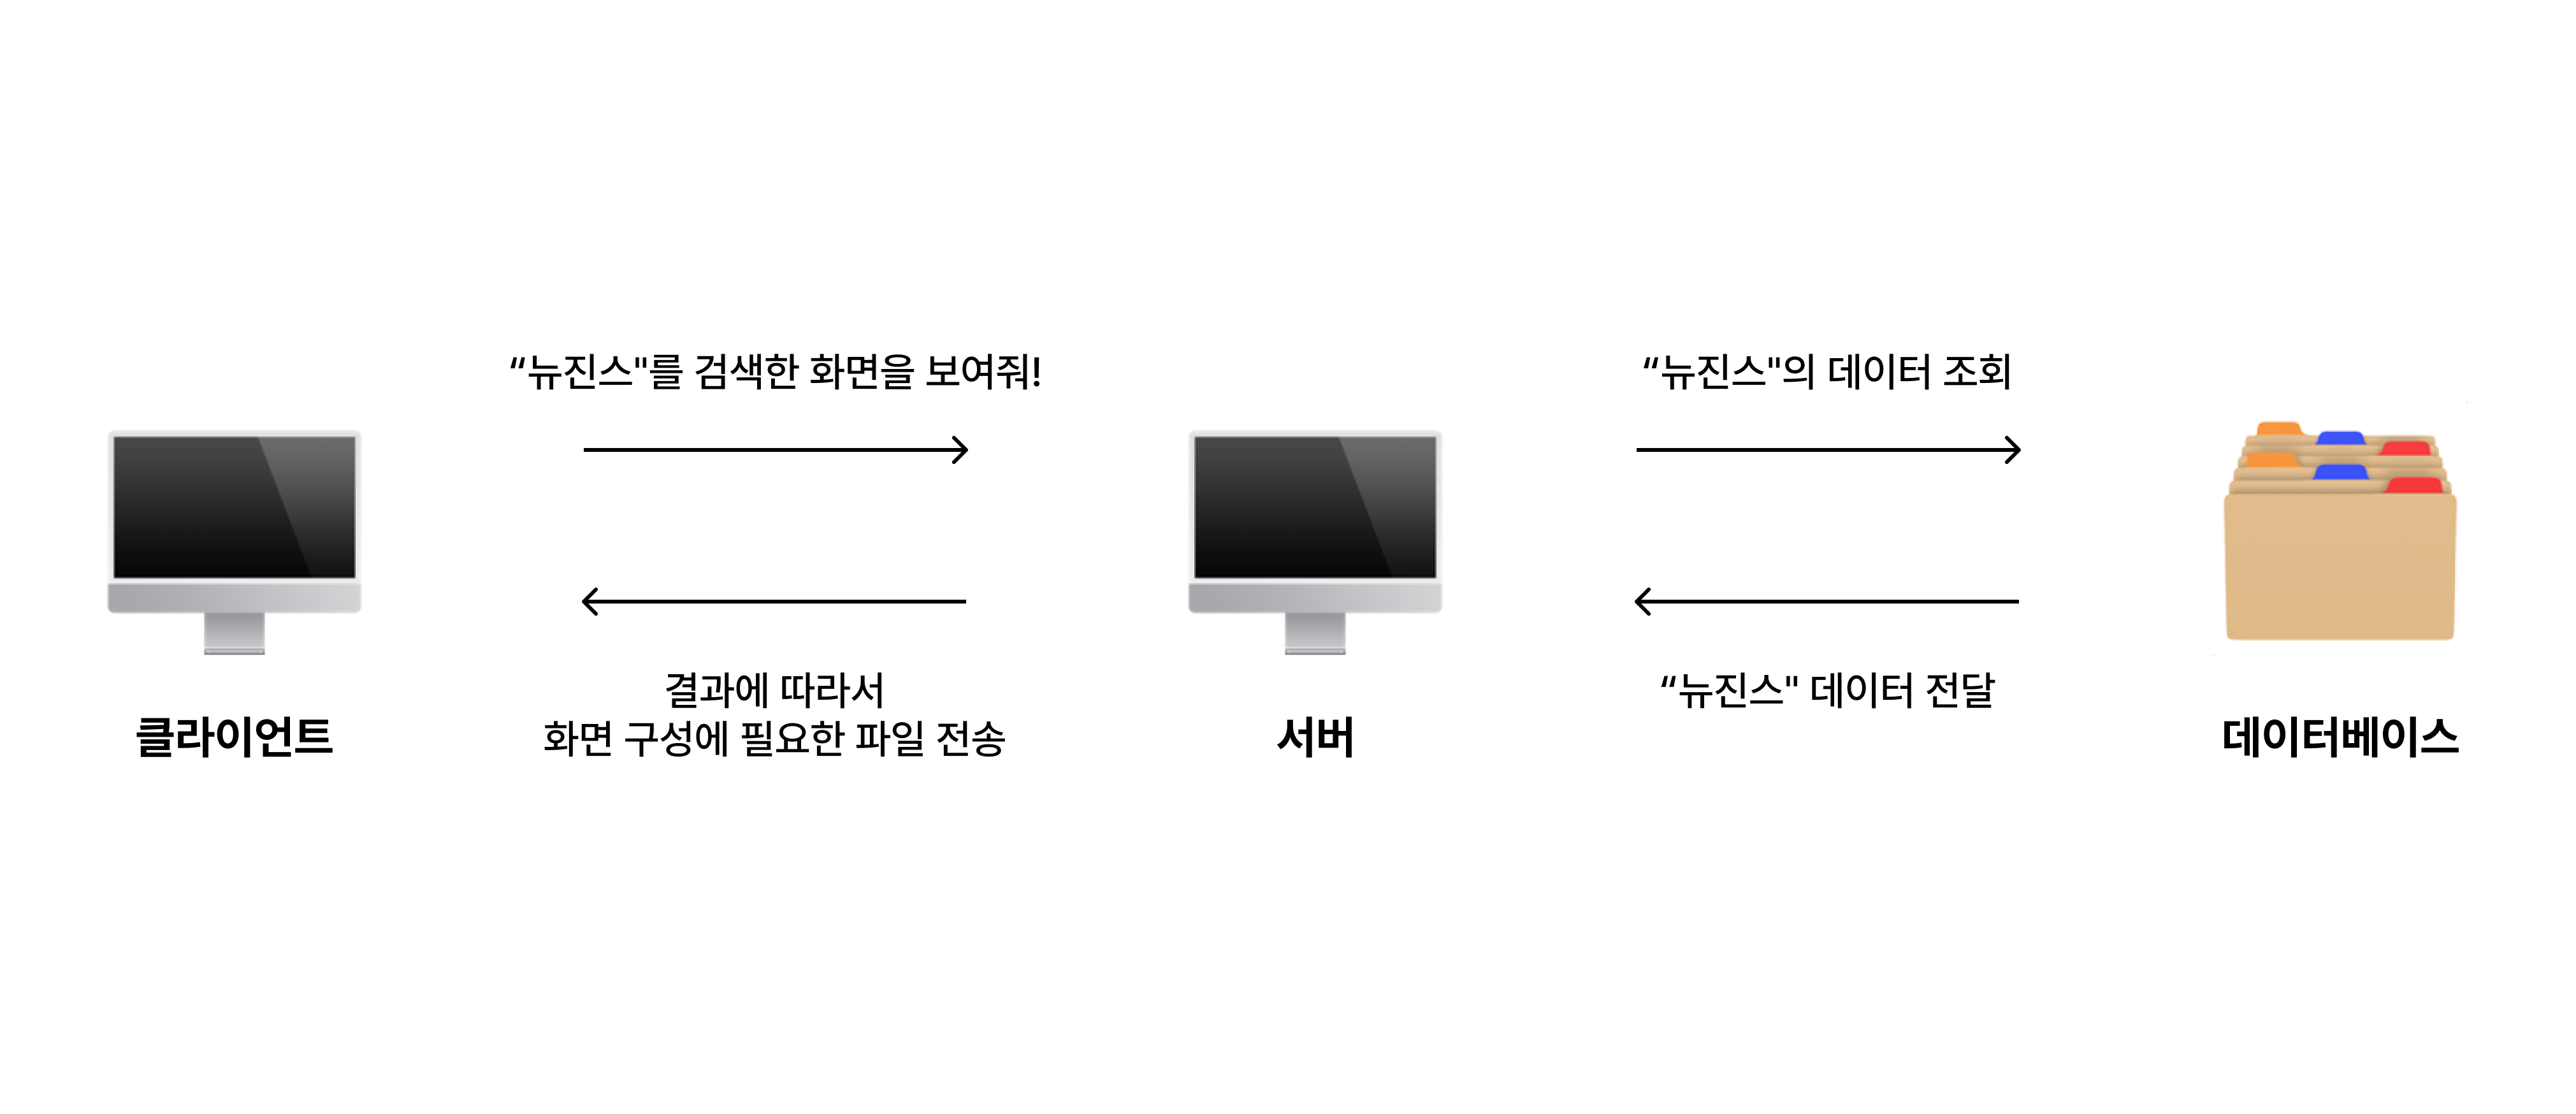 “뉴진스"를 검색한 화면을 보여줘!
“뉴진스"의 데이터 조회
결과에 따라서
화면 구성에 필요한 파일 전송
“뉴진스" 데이터 전달
클라이언트
서버
데이터베이스